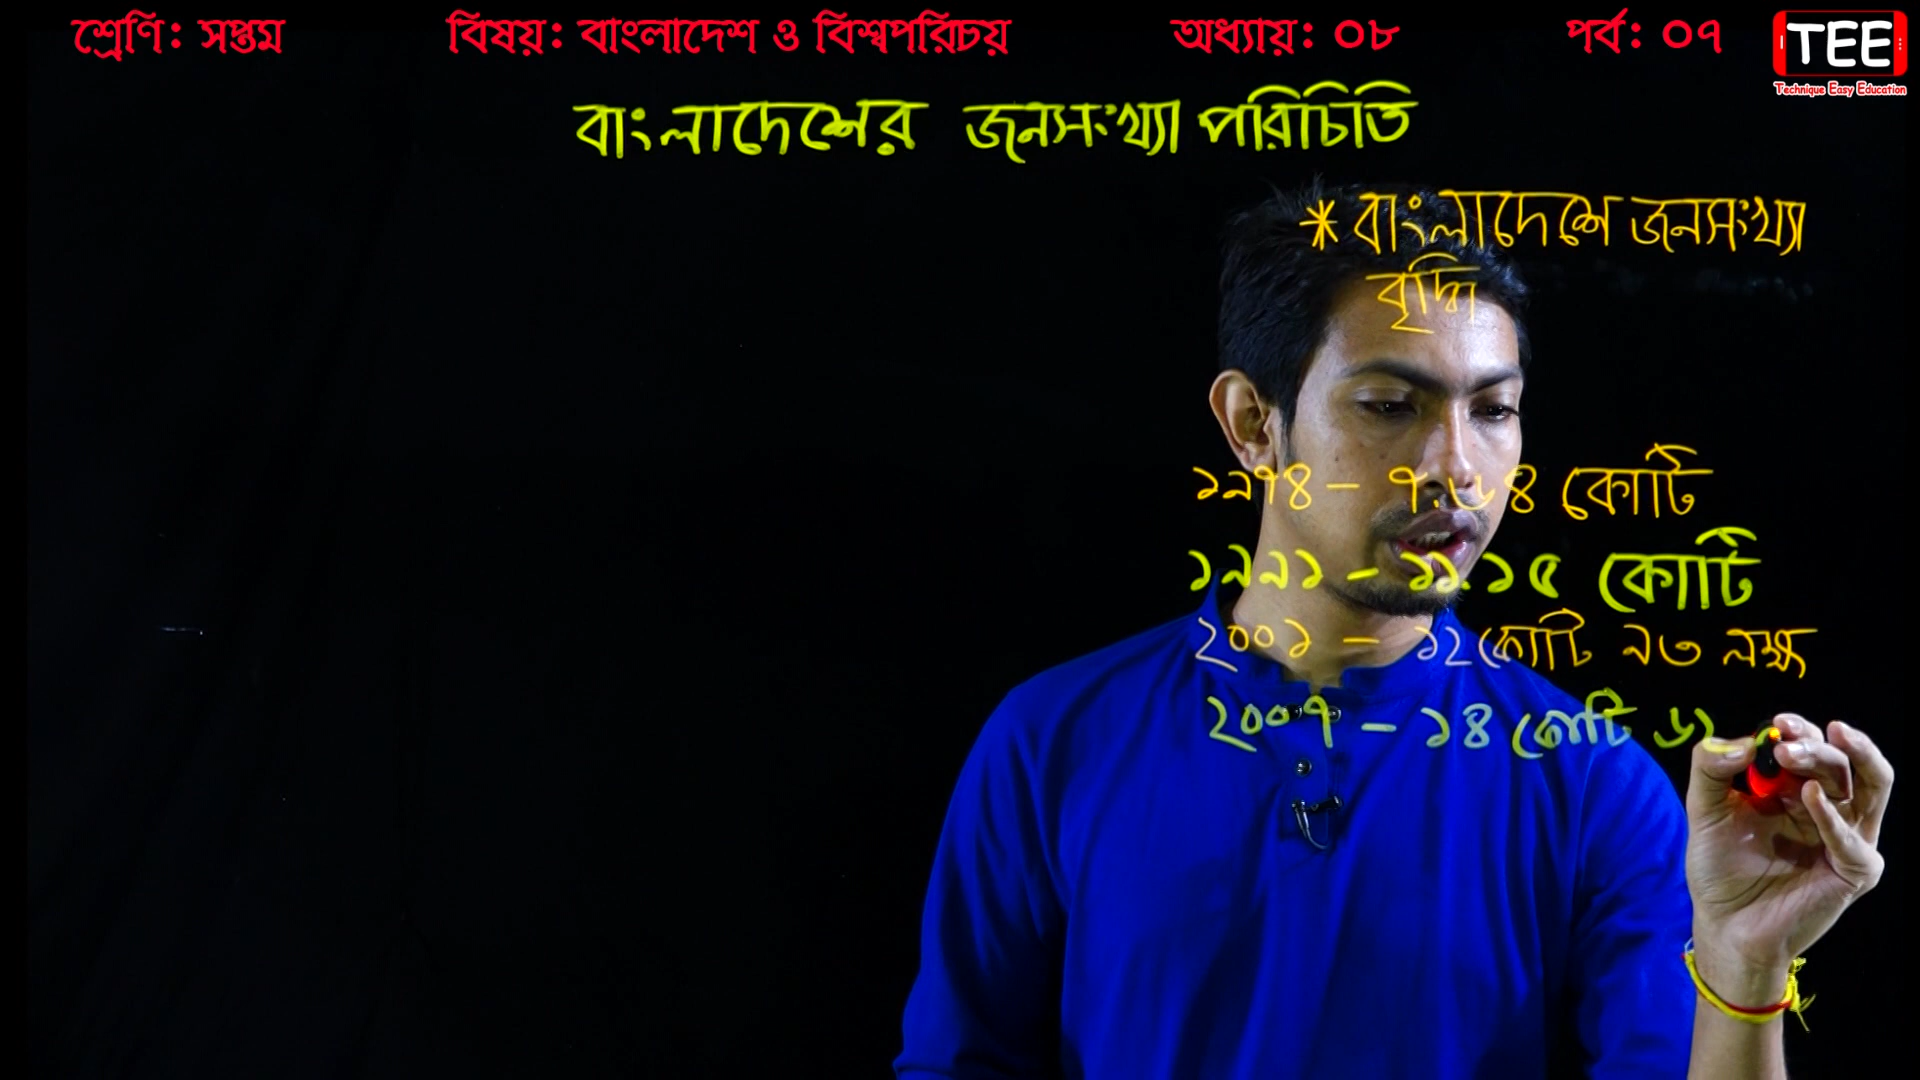 শ্রেণি: সপ্তম বিষয়: বাংলাদেশ ও বিশ্বপরিচয় অধ্যায়: ০৮ পর্ব: ০৭
TEE
Technique Easy Education
বাংলাদেশের জনসংখ্যা পরিচিতি
* বাংলাদেশে জনসংখ্যা
বৃদ্ধি
১৯৭৪ – ৭.৬৪ কোটি
১৯৯১ – ১১.১৫ কোটি
২০০১ – ১২ কোটি ৯৩ লক্ষ
২০০৭ – ১৪ কোটি ৬২